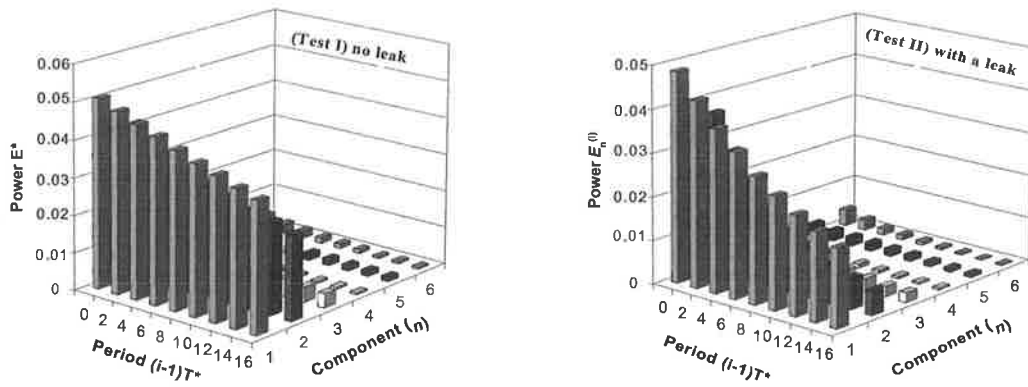 (Test I) no leak
Power E*
0.06
0.05
0.04
0.03
0.02
0.01
0
0 2 4 6 8 10 12 14 16
Period (i-1)T*
1 2 3 4 5 6
Component (n)
(Test II) with a leak
Power En(i)
0.05
0.04
0.03
0.02
0.01
0
0 2 4 6 8 10 12 14 16
Period (i-1)T*
1 2 3 4 5 6
Component (n)